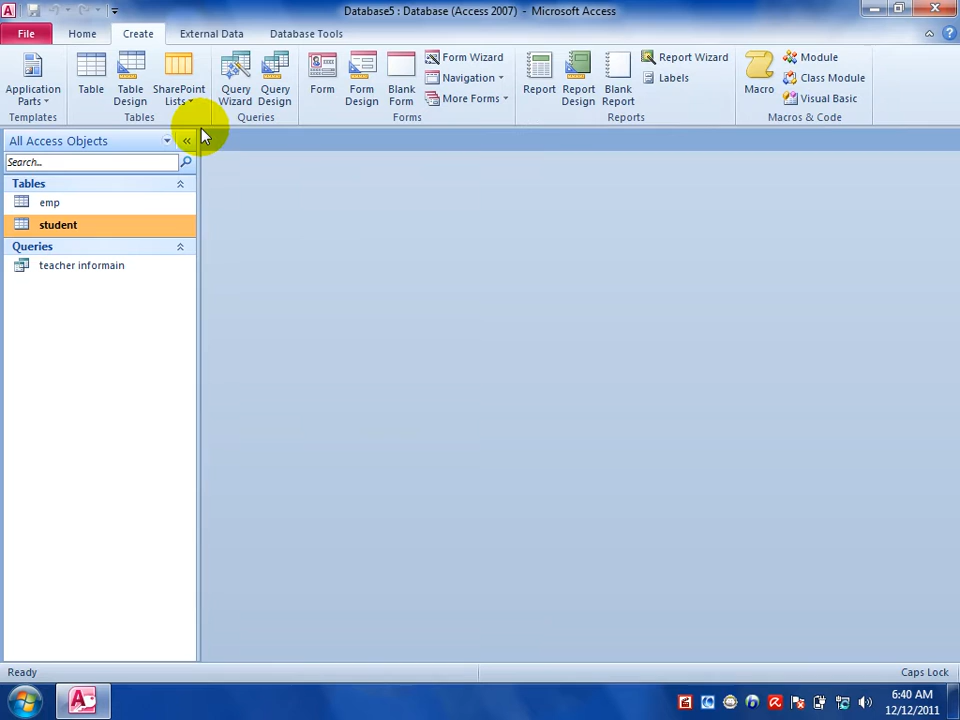 Database5 : Database (Access 2007) - Microsoft Access
File Home Create External Data Database Tools
Application Parts
Table
Table Design
SharePoint Lists
Query Wizard
Query Design
Form
Form Design
Blank Form
Form Wizard
Navigation
More Forms
Report
Report Design
Blank Report
Report Wizard
Labels
Macro
Module
Class Module
Visual Basic
Templates Tables Queries Forms Reports Macros & Code
All Access Objects
Search...
Tables
emp
student
Queries
teacher informain
Ready Caps Lock
6:40 AM
12/12/2011